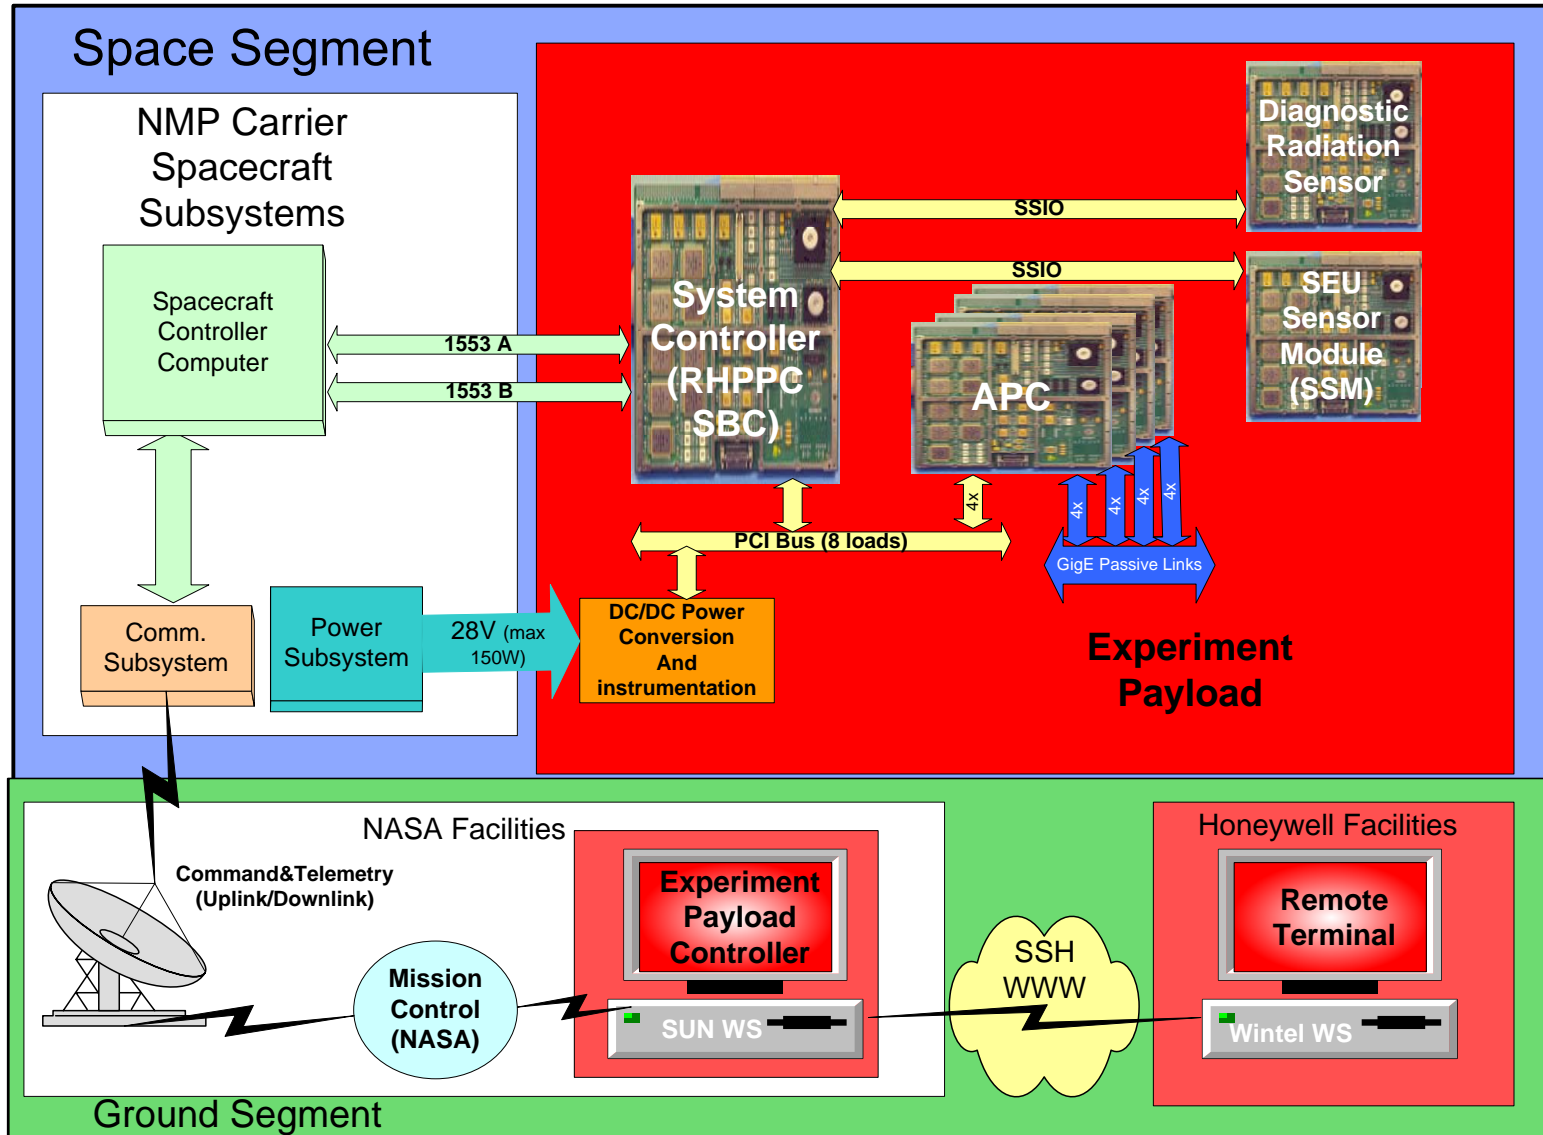 Space Segment
NMP Carrier
Spacecraft
Subsystems
Spacecraft
Controller
Computer
1553 A
1553 B
Comm.
Subsystem
Power
Subsystem
28V (max
150W)
System
Controller
(RHPPC
SBC)
SSIO
SSIO
Diagnostic
Radiation
Sensor
SEU
Sensor
Module
(SSM)
APC
4x
4x
4x
4x
4x
PCI Bus (8 loads)
GigE Passive Links
DC/DC Power
Conversion
And
instrumentation
Experiment
Payload
NASA Facilities
Command&Telemetry
(Uplink/Downlink)
Mission
Control
(NASA)
Experiment
Payload
Controller
SUN WS
SSH
WWW
Honeywell Facilities
Remote
Terminal
Wintel WS
Ground Segment